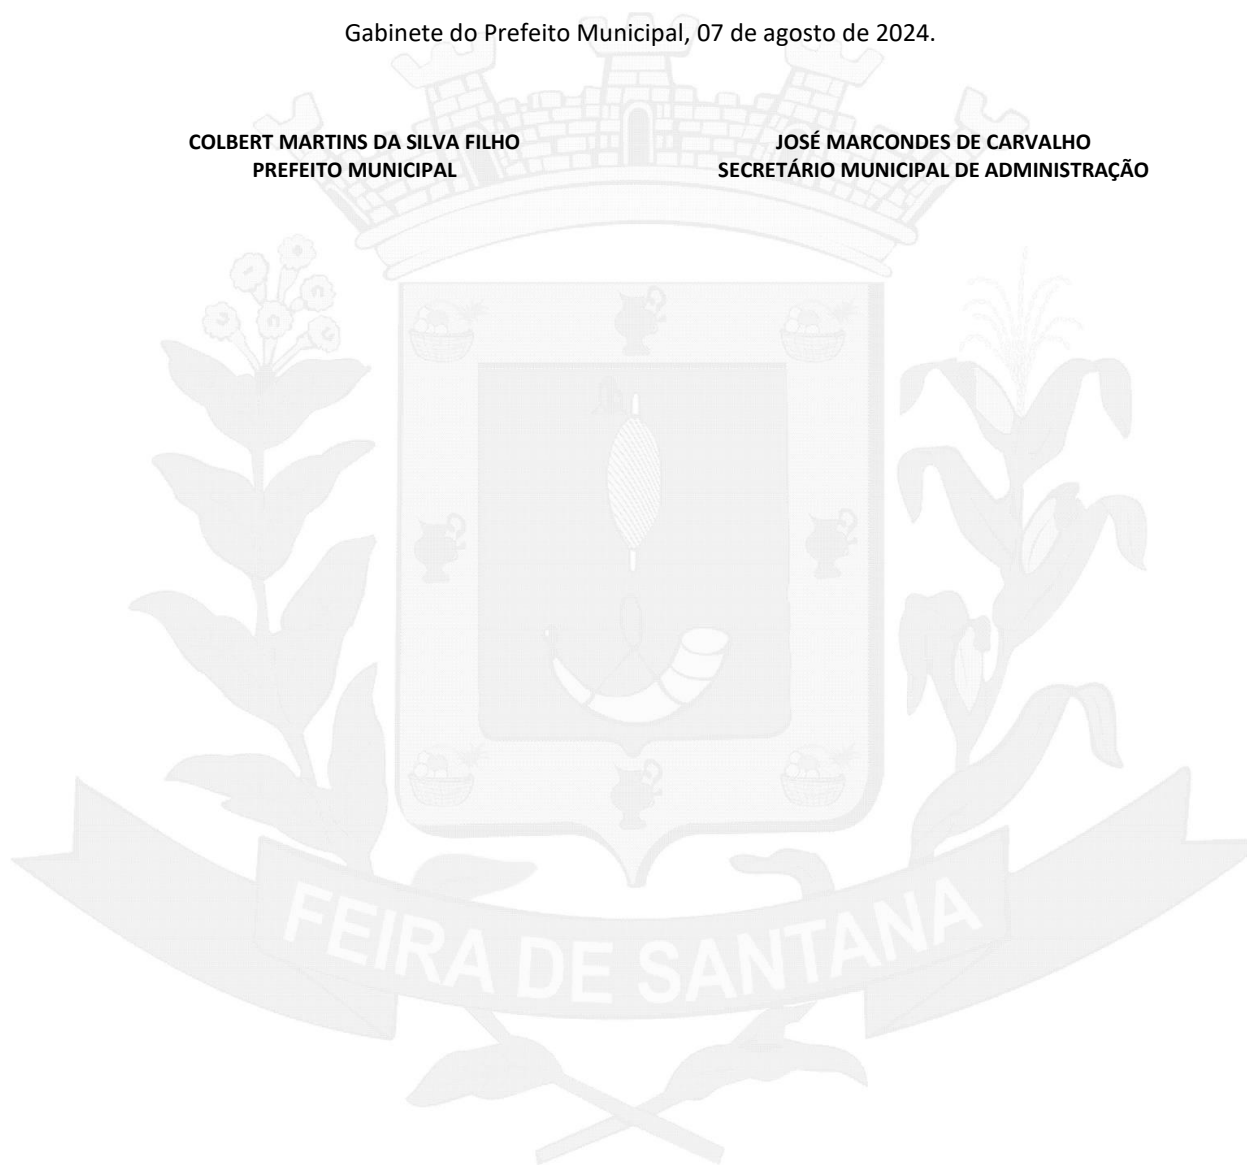 Gabinete do Prefeito Municipal, 07 de agosto de 2024.
COLBERT MARTINS DA SILVA FILHO
PREFEITO MUNICIPAL
JOSÉ MARCONDES DE CARVALHO
SECRETÁRIO MUNICIPAL DE ADMINISTRAÇÃO
FEIRA DE SANTANA